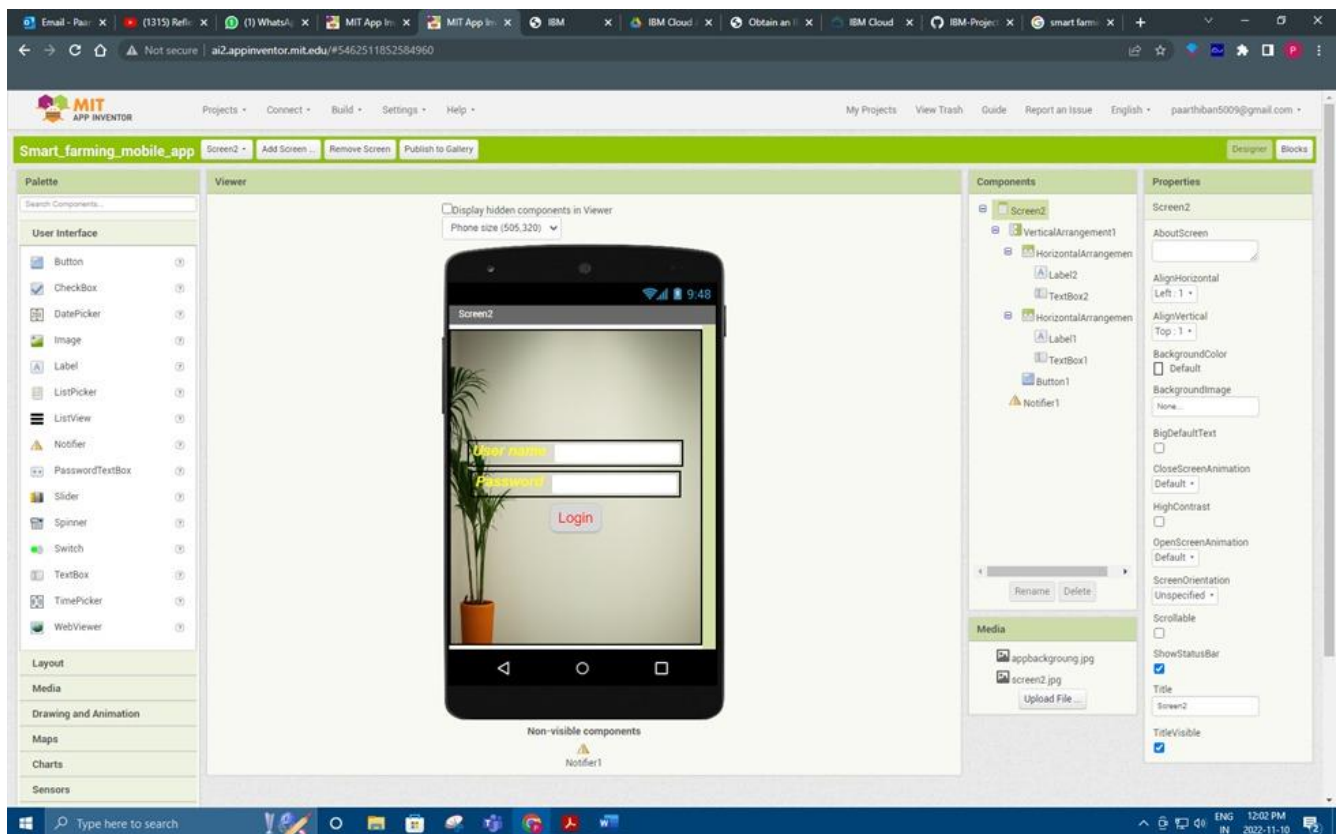 Email - Paar
(1315) Refle
(1) WhatsA
MIT App In
MIT App In
IBM
IBM Cloud
Obtain an
IBM Cloud
IBM-Project
smart farm
Not secure | ai2.appinventor.mit.edu/#5462511852584960
MIT
APP INVENTOR
Projects
Connect
Build
Settings
Help
My Projects
View Trash
Guide
Report an Issue
English
paarthiban5009@gmail.com
Smart_farming_mobile_app
Screen2
Add Screen ...
Remove Screen
Publish to Gallery
Designer
Blocks
Palette
Search Components...
User Interface
Button
CheckBox
DatePicker
Image
Label
ListPicker
ListView
Notifier
PasswordTextBox
Slider
Spinner
Switch
TextBox
TimePicker
WebViewer
Layout
Media
Drawing and Animation
Maps
Charts
Sensors
Viewer
Display hidden components in Viewer
Phone size (505,320)
9:48
Screen2
User name
Password
Login
Non-visible components
Notifier1
Components
Screen2
VerticalArrangement1
HorizontalArrangemen
Label2
TextBox2
HorizontalArrangemen
Label1
TextBox1
Button1
Notifier1
Rename
Delete
Media
appbackgroung.jpg
screen2.jpg
Upload File ...
Properties
Screen2
AboutScreen
AlignHorizontal
Left : 1
AlignVertical
Top : 1
BackgroundColor
Default
BackgroundImage
None...
BigDefaultText
CloseScreenAnimation
Default
HighContrast
OpenScreenAnimation
Default
ScreenOrientation
Unspecified
Scrollable
ShowStatusBar
Title
Screen2
TitleVisible
Type here to search
ENG
IN
12:02 PM
2022-11-10